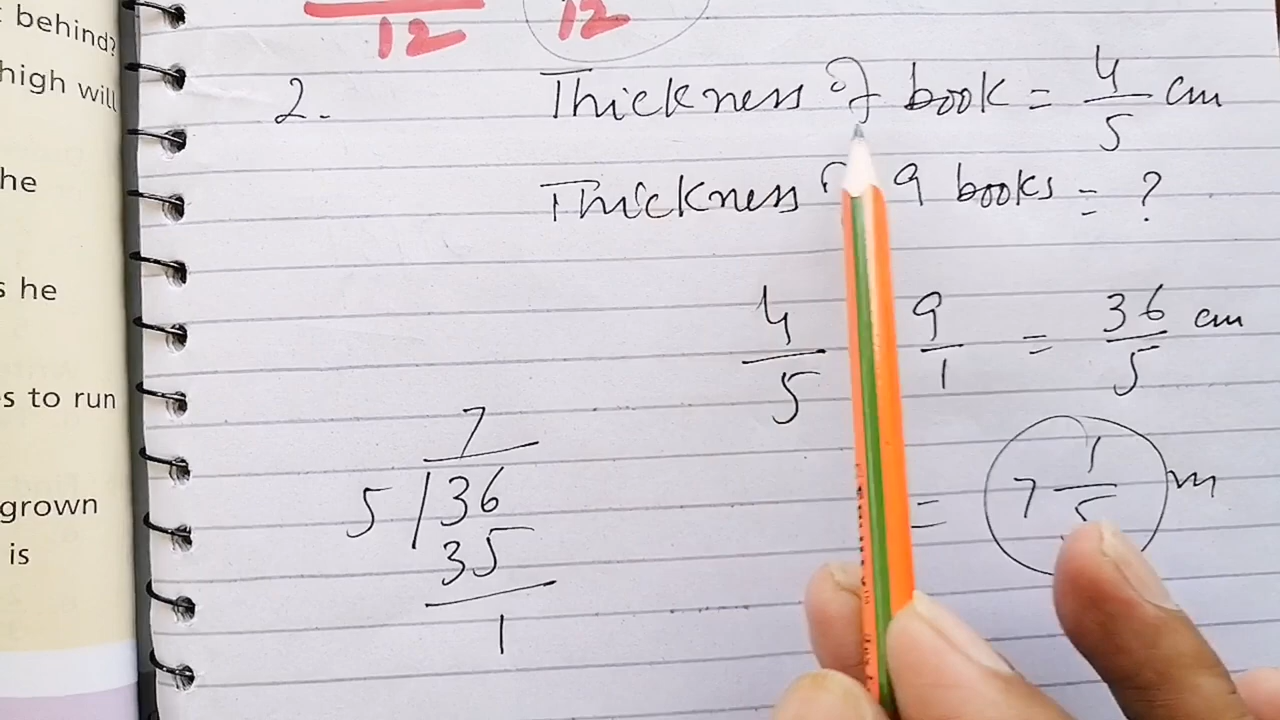 behind?
high will
he
s he
s to run
grown
is
12 12
2. Thickness of book = 4/5 cm
Thickness 9 books = ?
4/5 9/1 = 36/5 cm
= 7 1/5 m
7
5 36
35
1